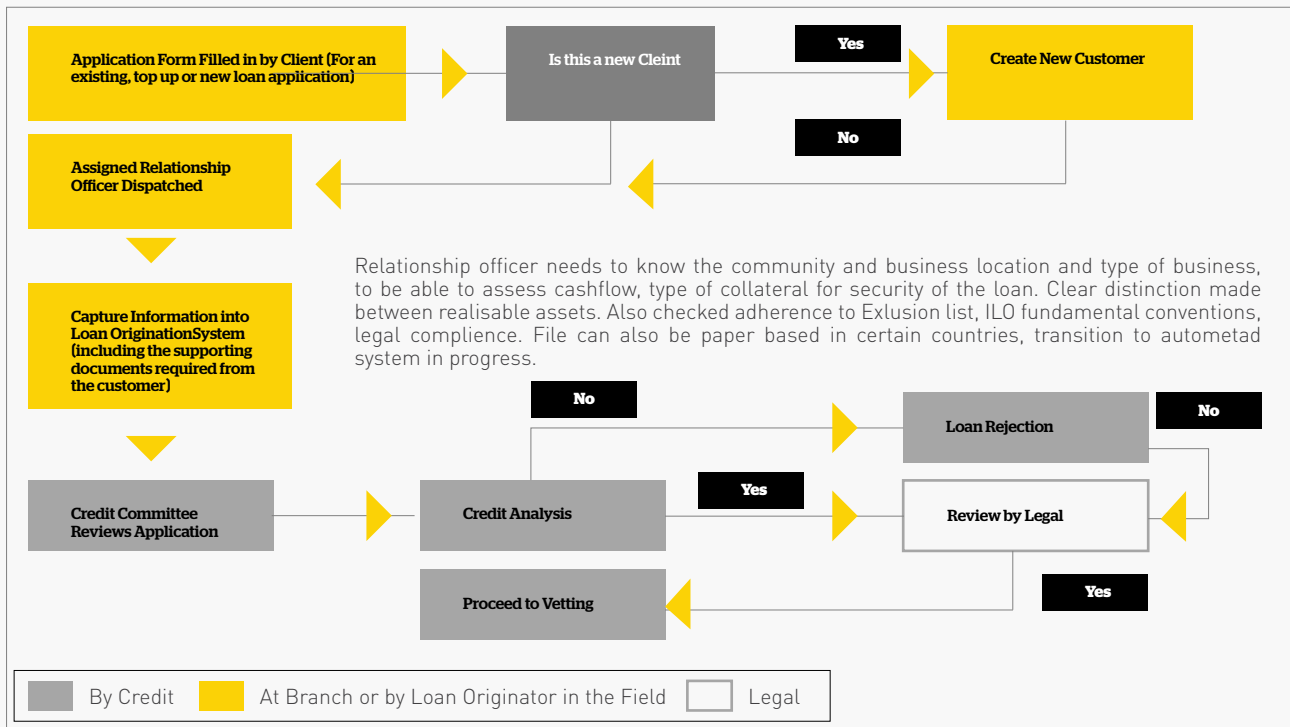 Application Form Filled in by Client (For an
existing, top up or new loan application)
Is this a new Cleint
Yes
Create New Customer
No
Assigned Relationship
Officer Dispatched
Relationship officer needs to know the community and business location and type of business,
to be able to assess cashflow, type of collateral for security of the loan. Clear distinction made
between realisable assets. Also checked adherence to Exlusion list, ILO fundamental conventions,
legal complience. File can also be paper based in certain countries, transition to autometad
system in progress.
Capture Information into
Loan OriginationSystem
(including the supporting
documents required from
the customer)
No
Loan Rejection
No
Credit Committee
Reviews Application
Credit Analysis
Yes
Review by Legal
Yes
Proceed to Vetting
By Credit
At Branch or by Loan Originator in the Field
Legal